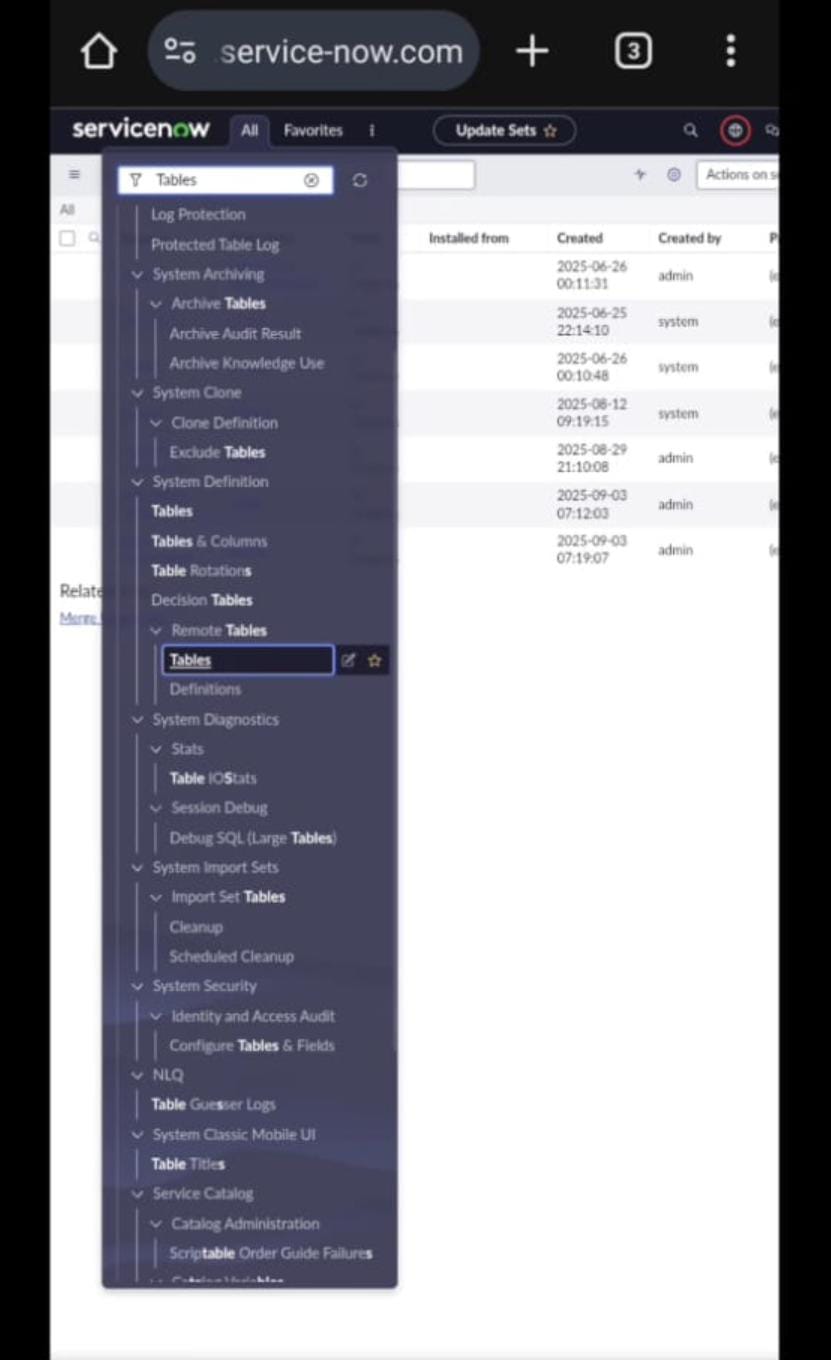 service-now.com
3
servicenow
All
Favorites
Update Sets
Tables
Actions on s
All
Installed from
Created
Created by
P
2025-06-26
00:11:31
admin
2025-06-25
22:14:10
system
2025-06-26
00:10:48
system
2025-08-12
09:19:15
system
2025-08-29
21:10:08
admin
2025-09-03
07:12:03
admin
2025-09-03
07:19:07
admin
Relate
Merge
Log Protection
Protected Table Log
System Archiving
Archive Tables
Archive Audit Result
Archive Knowledge Use
System Clone
Clone Definition
Exclude Tables
System Definition
Tables
Tables & Columns
Table Rotations
Decision Tables
Remote Tables
Tables
Definitions
System Diagnostics
Stats
Table IOStats
Session Debug
Debug SQL (Large Tables)
System Import Sets
Import Set Tables
Cleanup
Scheduled Cleanup
System Security
Identity and Access Audit
Configure Tables & Fields
NLQ
Table Guesser Logs
System Classic Mobile UI
Table Titles
Service Catalog
Catalog Administration
Scriptable Order Guide Failures
Catalog Variables